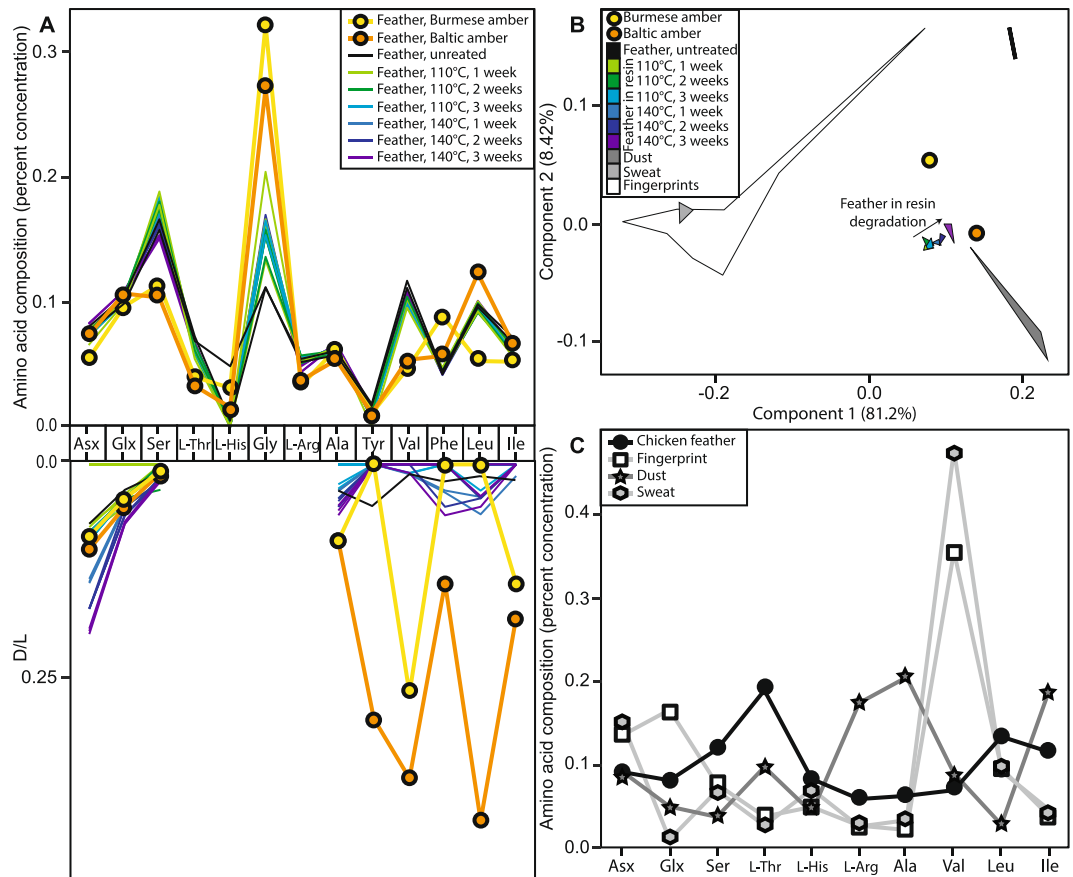 A
Amino acid composition (percent concentration)
0.3
0.2
0.1
0.0
Feather, Burmese amber
Feather, Baltic amber
Feather, untreated
Feather, 110°C, 1 week
Feather, 110°C, 2 weeks
Feather, 110°C, 3 weeks
Feather, 140°C, 1 week
Feather, 140°C, 2 weeks
Feather, 140°C, 3 weeks
Asx Glx Ser L-Thr L-His Gly L-Arg Ala Tyr Val Phe Leu Ile
0.0
0.25
D/L
B
Burmese amber
Baltic amber
Feather, untreated
110°C, 1 week
110°C, 2 weeks
110°C, 3 weeks
140°C, 1 week
140°C, 2 weeks
140°C, 3 weeks
Feather in resin
Dust
Sweat
Fingerprints
Component 2 (8.42%)
0.1
0.0
-0.1
Feather in resin
degradation
-0.2 0.0 0.2
Component 1 (81.2%)
C
Chicken feather
Fingerprint
Dust
Sweat
Amino acid composition (percent concentration)
0.4
0.3
0.2
0.1
0.0
Asx Glx Ser L-Thr L-His L-Arg Ala Val Leu Ile